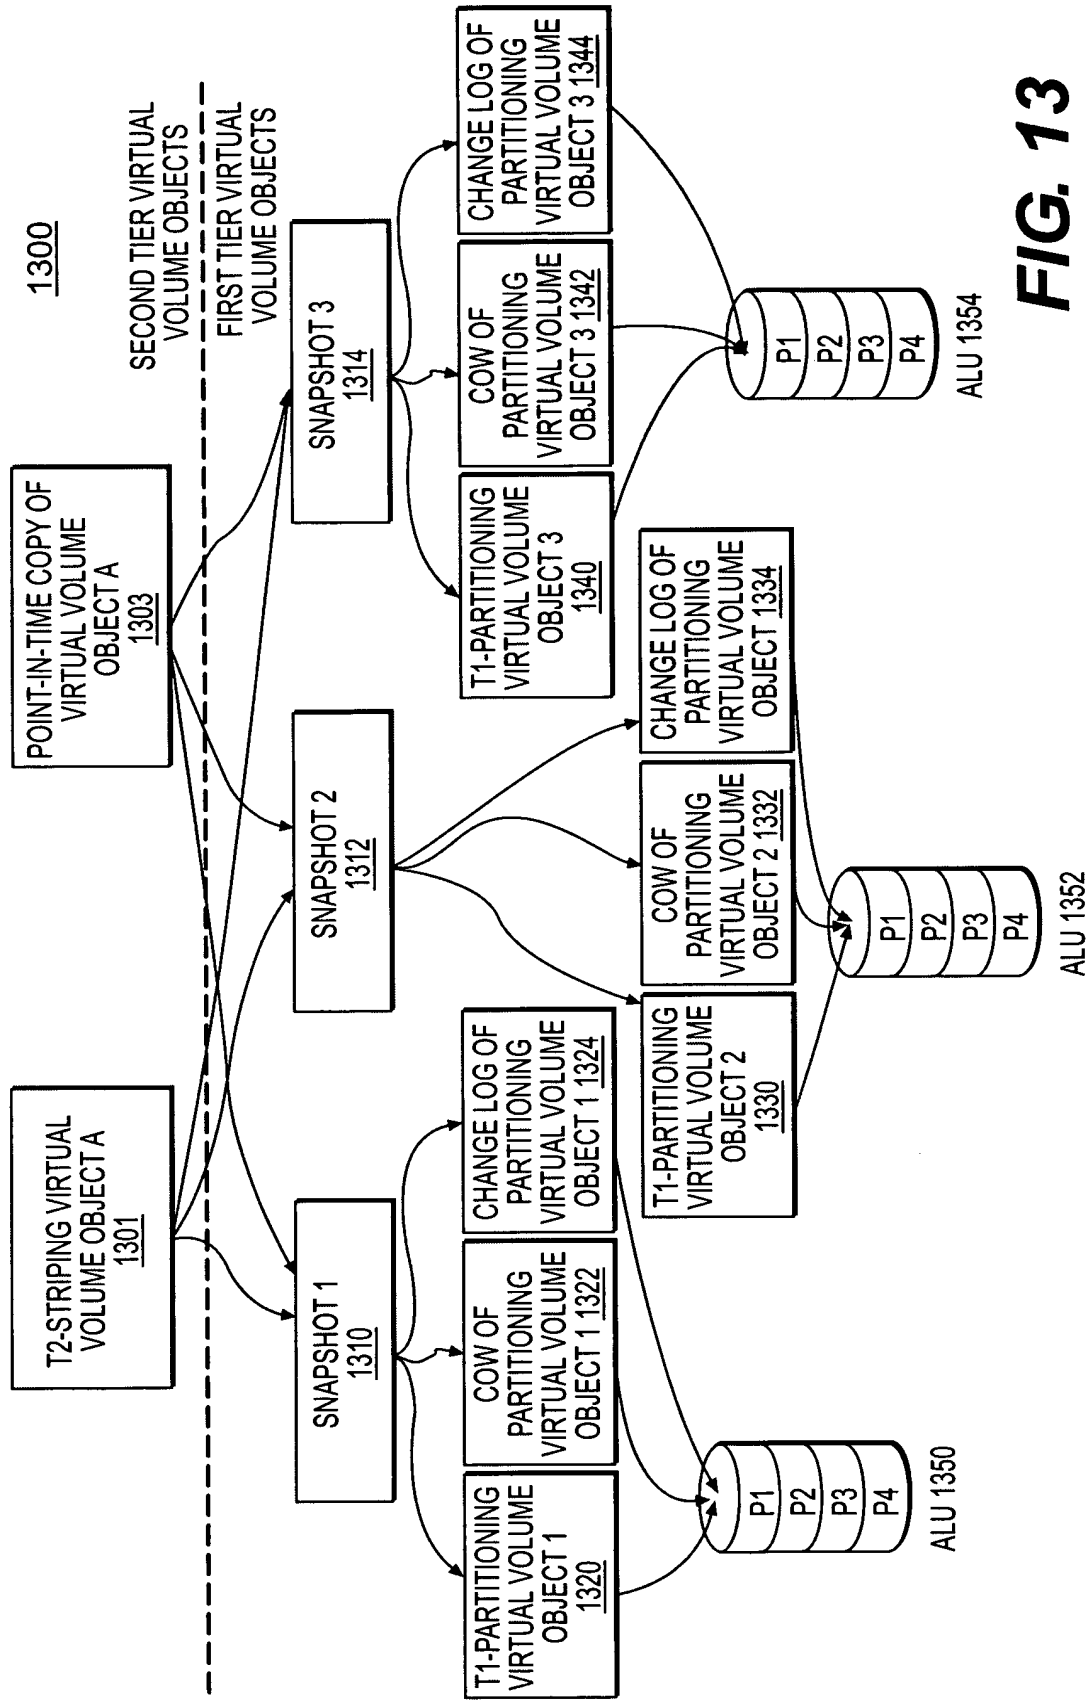 1300
T2-STRIPING VIRTUAL
VOLUME OBJECT A
1301
POINT-IN-TIME COPY OF
VIRTUAL VOLUME
OBJECT A
1303
SECOND TIER VIRTUAL
VOLUME OBJECTS
FIRST TIER VIRTUAL
VOLUME OBJECTS
SNAPSHOT 1
1310
SNAPSHOT 2
1312
SNAPSHOT 3
1314
T1-PARTITIONING
VIRTUAL VOLUME
OBJECT 1
1320
COW OF
PARTITIONING
VIRTUAL VOLUME
OBJECT 1 1322
CHANGE LOG OF
PARTITIONING
VIRTUAL VOLUME
OBJECT 1 1324
T1-PARTITIONING
VIRTUAL VOLUME
OBJECT 2
1330
COW OF
PARTITIONING
VIRTUAL VOLUME
OBJECT 2 1332
CHANGE LOG OF
PARTITIONING
VIRTUAL VOLUME
OBJECT 1334
T1-PARTITIONING
VIRTUAL VOLUME
OBJECT 3
1340
COW OF
PARTITIONING
VIRTUAL VOLUME
OBJECT 3 1342
CHANGE LOG OF
PARTITIONING
VIRTUAL VOLUME
OBJECT 3 1344
P1
P2
P3
P4
ALU 1350
P1
P2
P3
P4
ALU 1352
P1
P2
P3
P4
ALU 1354
FIG. 13